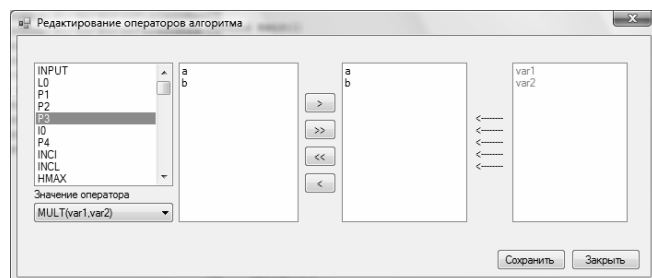 Редактирование операторов алгоритма
INPUT
L0
P1
P2
P3
I0
P4
INCI
INCL
HMAX
Значение оператора
MULT(var1,var2)
a
b
>
>>
<<
<
a
b
<--------
<--------
<--------
<--------
<--------
var1
var2
Сохранить
Закрыть